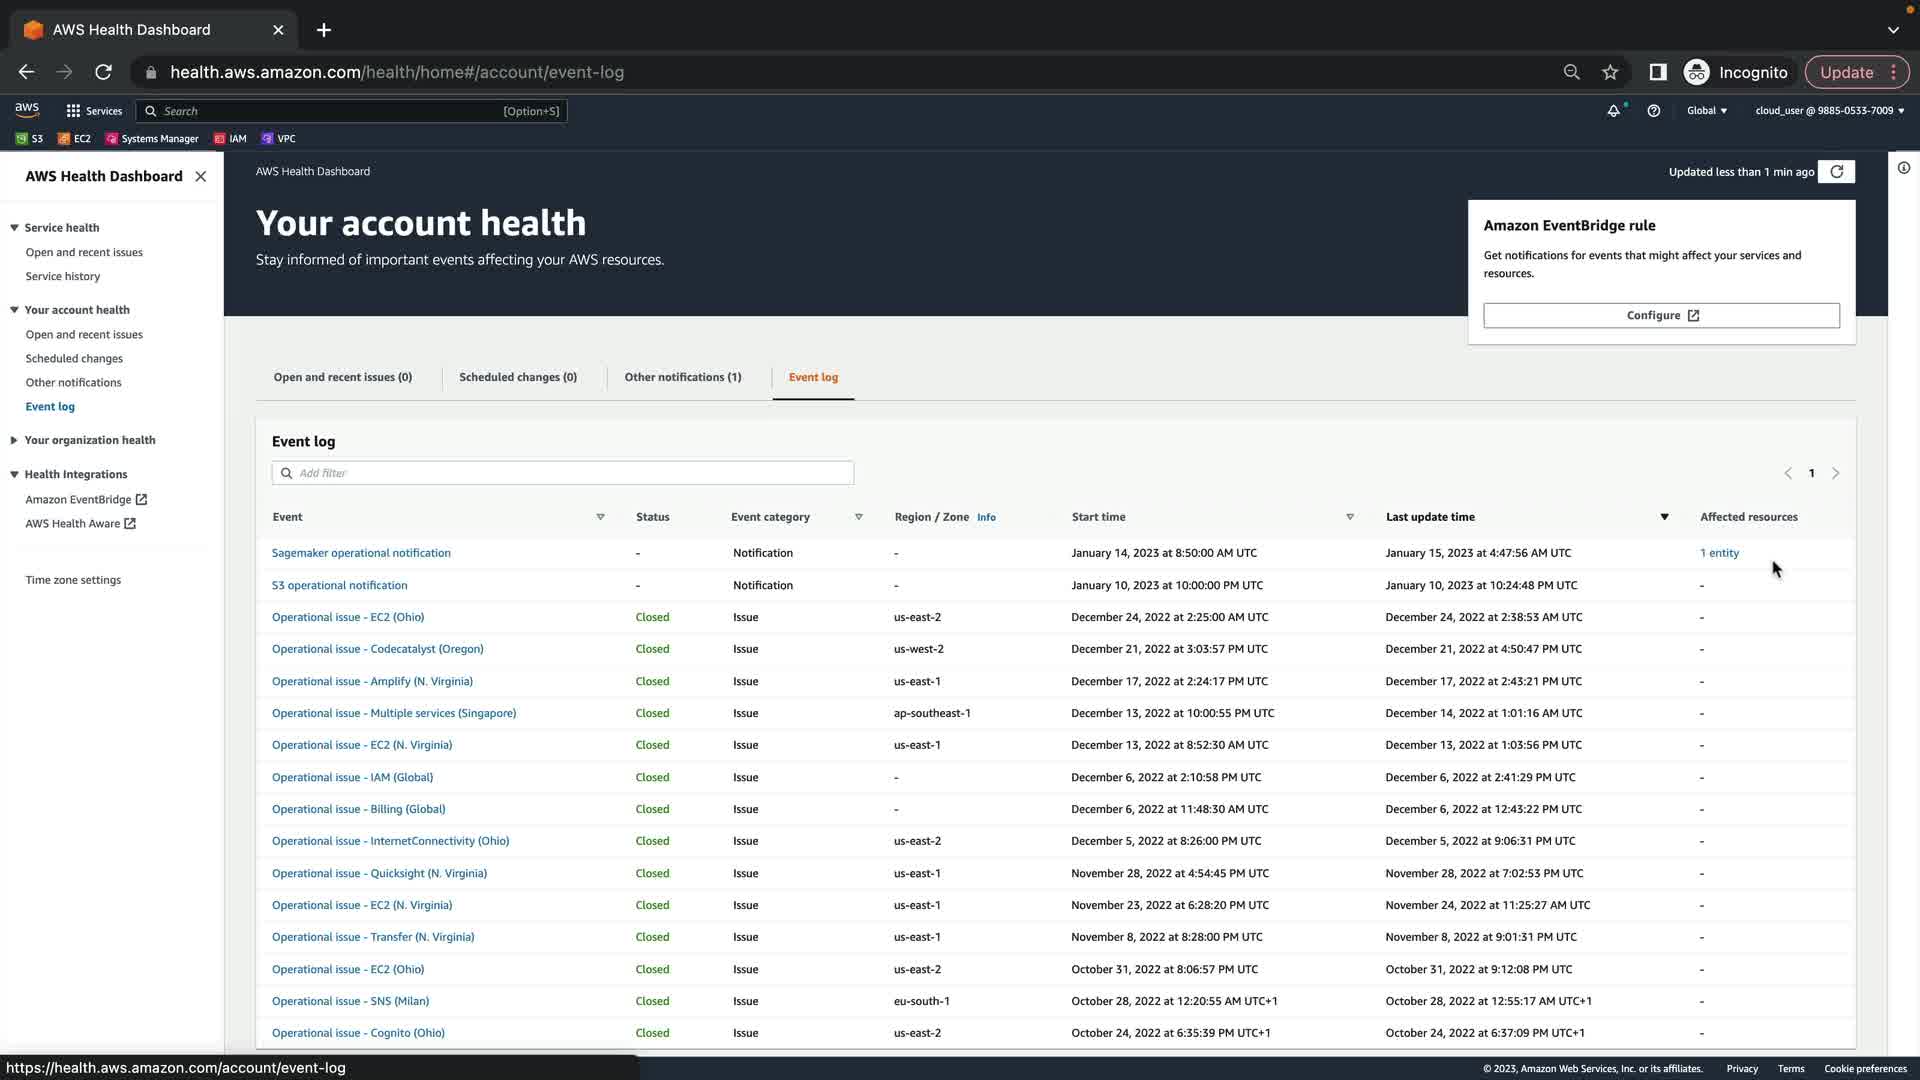 AWS Health Dashboard
health.aws.amazon.com/health/home#/account/event-log
Incognito
Update
aws
Services
Search
[Option+S]
Global
cloud_user @ 9885-0533-7009
S3
EC2
Systems Manager
IAM
VPC
AWS Health Dashboard
Service health
Open and recent issues
Service history
Your account health
Open and recent issues
Scheduled changes
Other notifications
Event log
Your organization health
Health Integrations
Amazon EventBridge
AWS Health Aware
Time zone settings
AWS Health Dashboard
Updated less than 1 min ago
Your account health
Stay informed of important events affecting your AWS resources.
Amazon EventBridge rule
Get notifications for events that might affect your services and
resources.
Configure
Open and recent issues (0)
Scheduled changes (0)
Other notifications (1)
Event log
Event log
Add filter
1
Event Status Event category Region / Zone Info Start time Last update time Affected resources
Sagemaker operational notification - Notification - January 14, 2023 at 8:50:00 AM UTC January 15, 2023 at 4:47:56 AM UTC 1 entity
S3 operational notification - Notification - January 10, 2023 at 10:00:00 PM UTC January 10, 2023 at 10:24:48 PM UTC -
Operational issue - EC2 (Ohio) Closed Issue us-east-2 December 24, 2022 at 2:25:00 AM UTC December 24, 2022 at 2:38:53 AM UTC -
Operational issue - Codecatalyst (Oregon) Closed Issue us-west-2 December 21, 2022 at 3:03:57 PM UTC December 21, 2022 at 4:50:47 PM UTC -
Operational issue - Amplify (N. Virginia) Closed Issue us-east-1 December 17, 2022 at 2:24:17 PM UTC December 17, 2022 at 2:43:21 PM UTC -
Operational issue - Multiple services (Singapore) Closed Issue ap-southeast-1 December 13, 2022 at 10:00:55 PM UTC December 14, 2022 at 1:01:16 AM UTC -
Operational issue - EC2 (N. Virginia) Closed Issue us-east-1 December 13, 2022 at 8:52:30 AM UTC December 13, 2022 at 1:03:56 PM UTC -
Operational issue - IAM (Global) Closed Issue - December 6, 2022 at 2:10:58 PM UTC December 6, 2022 at 2:41:29 PM UTC -
Operational issue - Billing (Global) Closed Issue - December 6, 2022 at 11:48:30 AM UTC December 6, 2022 at 12:43:22 PM UTC -
Operational issue - InternetConnectivity (Ohio) Closed Issue us-east-2 December 5, 2022 at 8:26:00 PM UTC December 5, 2022 at 9:06:31 PM UTC -
Operational issue - Quicksight (N. Virginia) Closed Issue us-east-1 November 28, 2022 at 4:54:45 PM UTC November 28, 2022 at 7:02:53 PM UTC -
Operational issue - EC2 (N. Virginia) Closed Issue us-east-1 November 23, 2022 at 6:28:20 PM UTC November 24, 2022 at 11:25:27 AM UTC -
Operational issue - Transfer (N. Virginia) Closed Issue us-east-1 November 8, 2022 at 8:28:00 PM UTC November 8, 2022 at 9:01:31 PM UTC -
Operational issue - EC2 (Ohio) Closed Issue us-east-2 October 31, 2022 at 8:06:57 PM UTC October 31, 2022 at 9:12:08 PM UTC -
Operational issue - SNS (Milan) Closed Issue eu-south-1 October 28, 2022 at 12:20:55 AM UTC+1 October 28, 2022 at 12:55:17 AM UTC+1 -
Operational issue - Cognito (Ohio) Closed Issue us-east-2 October 24, 2022 at 6:35:39 PM UTC+1 October 24, 2022 at 6:37:09 PM UTC+1 -
https://health.aws.amazon.com/account/event-log
© 2023, Amazon Web Services, Inc. or its affiliates.
Privacy
Terms
Cookie preferences